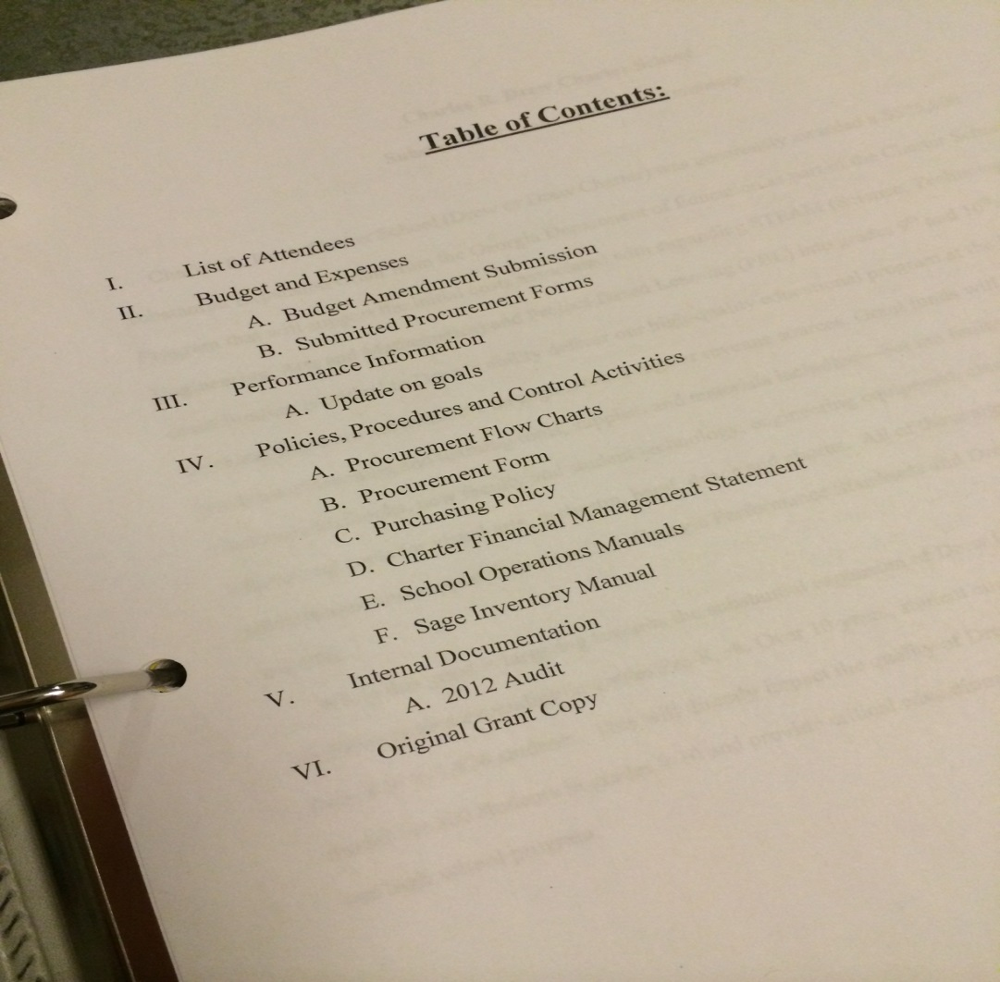 Table of Contents:
I. List of Attendees
II. Budget and Expenses
A. Budget Amendment Submission
B. Submitted Procurement Forms
III. Performance Information
A. Update on goals
IV. Policies, Procedures and Control Activities
A. Procurement Flow Charts
B. Procurement Form
C. Purchasing Policy
D. Charter Financial Management Statement
E. School Operations Manuals
F. Sage Inventory Manual
V. Internal Documentation
A. 2012 Audit
VI. Original Grant Copy